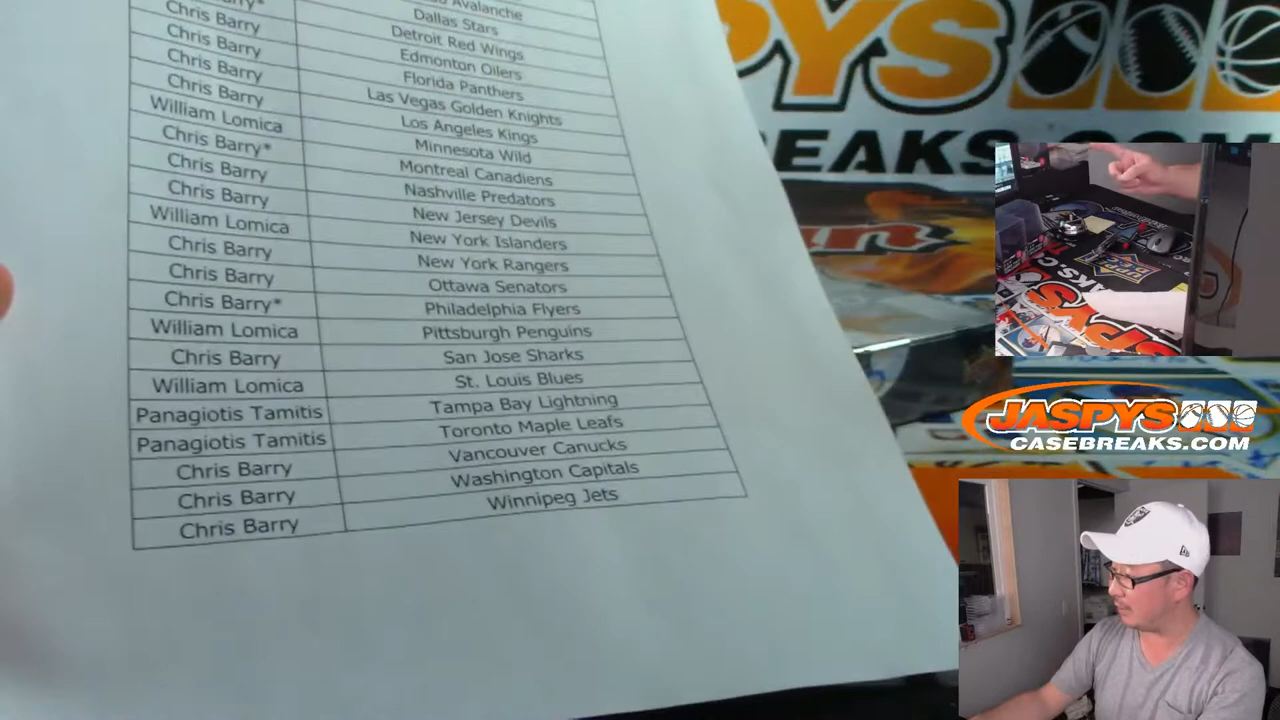 Avalanche
Dallas Stars
arry* Detroit Red Wings
Chris Barry Edmonton Oilers
Chris Barry Florida Panthers
Chris Barry Las Vegas Golden Knights
Chris Barry Los Angeles Kings
William Lomica Minnesota Wild
Chris Barry* Montreal Canadiens
Chris Barry Nashville Predators
Chris Barry New Jersey Devils
William Lomica New York Islanders
Chris Barry New York Rangers
Chris Barry Ottawa Senators
Chris Barry* Philadelphia Flyers
William Lomica Pittsburgh Penguins
Chris Barry San Jose Sharks
William Lomica St. Louis Blues
Panagiotis Tamitis Tampa Bay Lightning
Panagiotis Tamitis Toronto Maple Leafs
Chris Barry Vancouver Canucks
Chris Barry Washington Capitals
Chris Barry Winnipeg Jets
PYS
BREAKS.COM
JASPYS
CASEBREAKS.COM